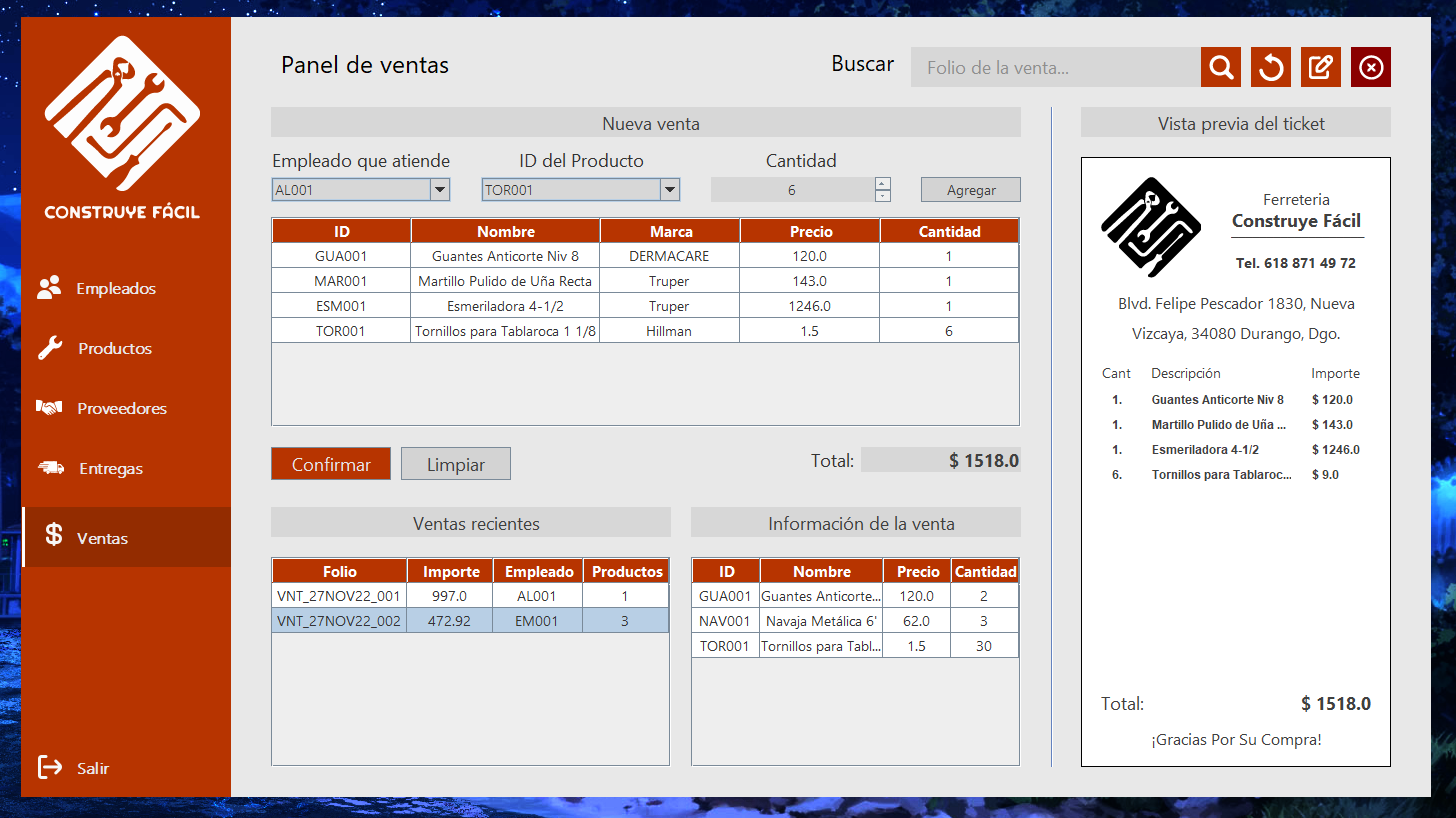 CONSTRUYE FÁCIL
Empleados
Productos
Proveedores
Entregas
$ Ventas
Salir
Panel de ventas
Buscar
Folio de la venta...
Nueva venta
Empleado que atiende ID del Producto Cantidad
AL001 TOR001 6 Agregar
ID Nombre Marca Precio Cantidad
GUA001 Guantes Anticorte Niv 8 DERMACARE 120.0 1
MAR001 Martillo Pulido de Uña Recta Truper 143.0 1
ESM001 Esmeriladora 4-1/2 Truper 1246.0 1
TOR001 Tornillos para Tablaroca 1 1/8 Hillman 1.5 6
Confirmar Limpiar Total: $ 1518.0
Ventas recientes
Folio Importe Empleado Productos
VNT_27NOV22_001 997.0 AL001 1
VNT_27NOV22_002 472.92 EM001 3
Información de la venta
ID Nombre Precio Cantidad
GUA001 Guantes Anticorte... 120.0 2
NAV001 Navaja Metálica 6' 62.0 3
TOR001 Tornillos para Tabl... 1.5 30
Vista previa del ticket
Ferreteria
Construye Fácil
Tel. 618 871 49 72
Blvd. Felipe Pescador 1830, Nueva
Vizcaya, 34080 Durango, Dgo.
Cant Descripción Importe
1. Guantes Anticorte Niv 8 $ 120.0
1. Martillo Pulido de Uña ... $ 143.0
1. Esmeriladora 4-1/2 $ 1246.0
6. Tornillos para Tablaroc... $ 9.0
Total: $ 1518.0
¡Gracias Por Su Compra!